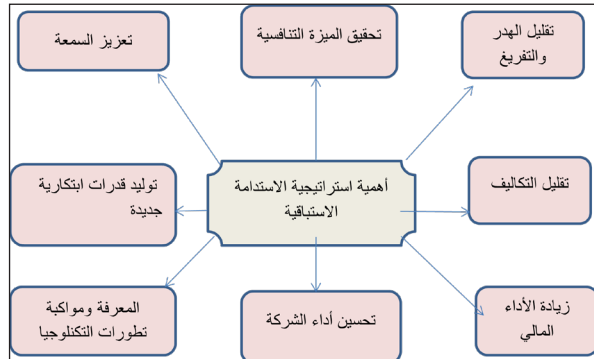 تقليل الهدر
والتفريغ
تحقيق الميزة التنافسية
تعزيز السمعة
تقليل التكاليف
أهمية استراتيجية الاستدامة
الاستباقية
توليد قدرات ابتكارية
جديدة
زيادة الأداء
المالي
تحسين أداء الشركة
المعرفة ومواكبة
تطورات التكنلوجيا